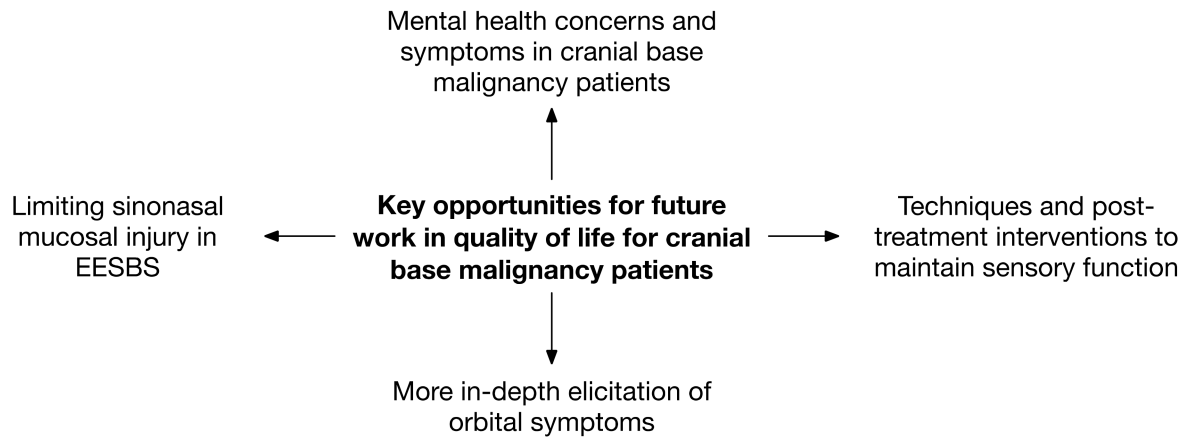 Mental health concerns and
symptoms in cranial base
malignancy patients
Limiting sinonasal
mucosal injury in
EESBS
Key opportunities for future
work in quality of life for cranial
base malignancy patients
Techniques and post-
treatment interventions to
maintain sensory function
More in-depth elicitation of
orbital symptoms